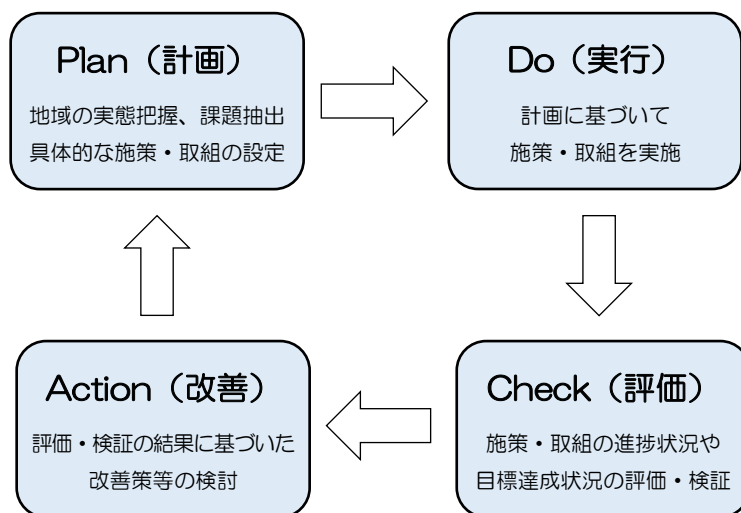 Plan（計画）
地域の実態把握、課題抽出
具体的な施策・取組の設定
Do（実行）
計画に基づいて
施策・取組を実施
Action（改善）
評価・検証の結果に基づいた
改善策等の検討
Check（評価）
施策・取組の進捗状況や
目標達成状況の評価・検証